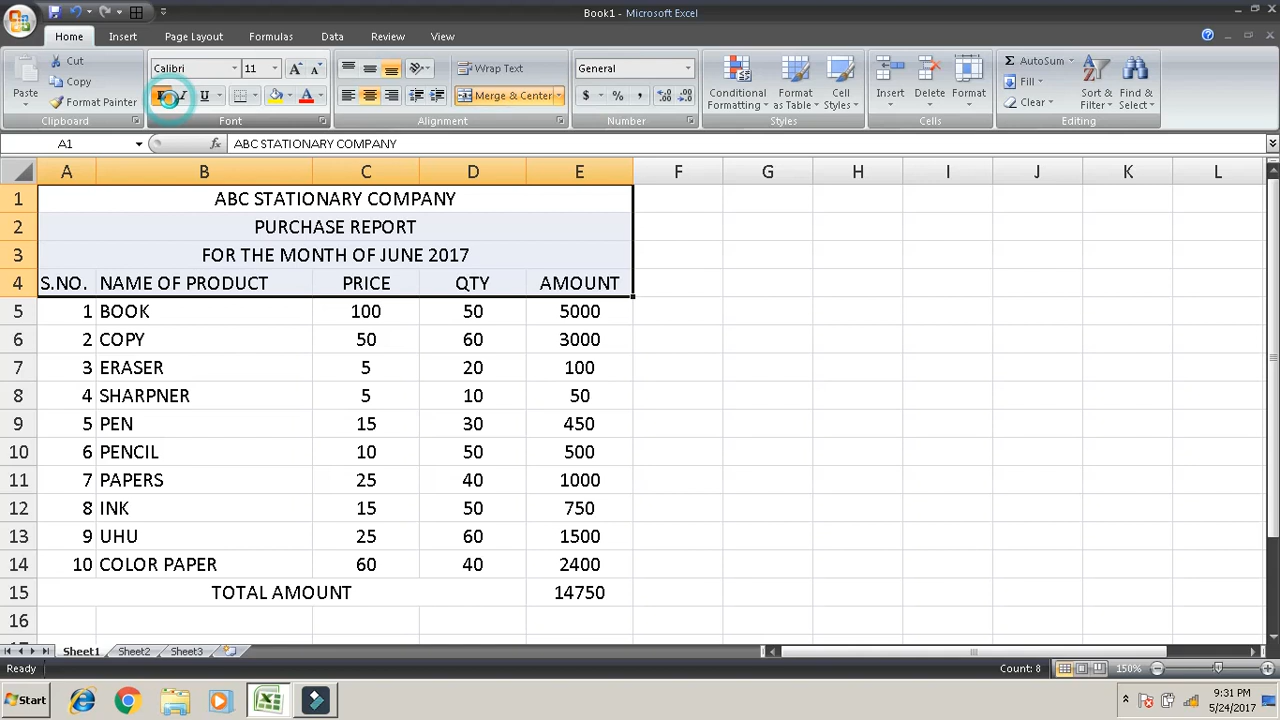 Book1 - Microsoft Excel
Home Insert Page Layout Formulas Data Review View
Cut
Copy
Format Painter
Paste
Clipboard
Calibri 11
U A
Font
Wrap Text
Merge & Center
Alignment
General
$ % ,
Number
Conditional Formatting
Format as Table
Cell Styles
Styles
Insert Delete Format
Cells
AutoSum
Fill
Clear
Sort & Filter
Find & Select
Editing
A1 fx ABC STATIONARY COMPANY
A B C D E F G H I J K L
1 ABC STATIONARY COMPANY
2 PURCHASE REPORT
3 FOR THE MONTH OF JUNE 2017
4 S.NO. NAME OF PRODUCT PRICE QTY AMOUNT
5 1 BOOK 100 50 5000
6 2 COPY 50 60 3000
7 3 ERASER 5 20 100
8 4 SHARPNER 5 10 50
9 5 PEN 15 30 450
10 6 PENCIL 10 50 500
11 7 PAPERS 25 40 1000
12 8 INK 15 50 750
13 9 UHU 25 60 1500
14 10 COLOR PAPER 60 40 2400
15 TOTAL AMOUNT 14750
16
Sheet1 Sheet2 Sheet3
Ready Count: 8 150%
Start 9:31 PM
5/24/2017